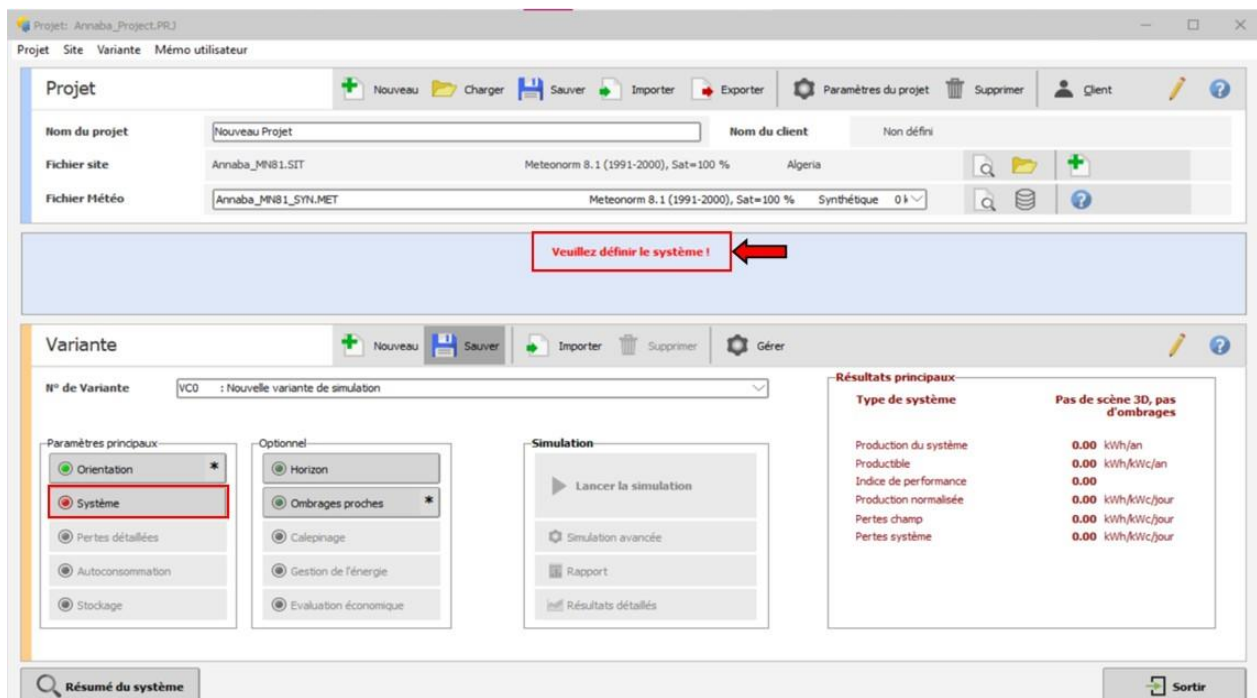 Projet: Annaba_Project.PRJ
Projet Site Variante Mémo utilisateur
Projet Nouveau Charger Sauver Importer Exporter Paramètres du projet Supprimer Client
Nom du projet Nouveau Projet Nom du client Non défini
Fichier site Annaba_MN81.SIT Meteonorm 8.1 (1991-2000), Sat=100 % Algeria
Fichier Météo Annaba_MN81_SYN.MET Meteonorm 8.1 (1991-2000), Sat=100 % Synthétique 0 k
Veuillez définir le système !
Variante Nouveau Sauver Importer Supprimer Gérer
N° de Variante VC0 : Nouvelle variante de simulation
Résultats principaux
Type de système Pas de scène 3D, pas
d'ombrages
Paramètres principaux Optionnel Simulation
Production du système 0.00 kWh/an
Productible 0.00 kWh/kWc/an
Indice de performance 0.00
Production normalisée 0.00 kWh/kWc/jour
Pertes champ 0.00 kWh/kWc/jour
Pertes système 0.00 kWh/kWc/jour
Orientation * Horizon Lancer la simulation
Système Ombrages proches *
Pertes détaillées Calepinage Simulation avancée
Autoconsommation Gestion de l'énergie Rapport
Stockage Evaluation économique Résultats détaillés
Résumé du système Sortir